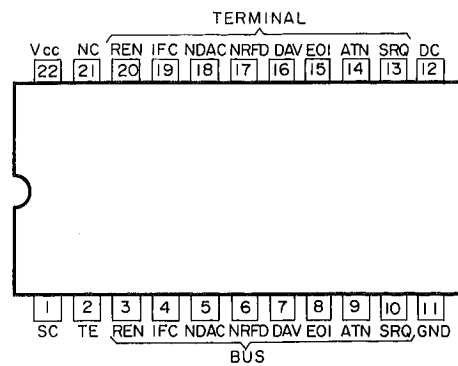 TERMINAL
Vcc NC REN IFC NDAC NRFD DAV EOI ATN SRQ DC
22 21 20 19 18 17 16 15 14 13 12
1 2 3 4 5 6 7 8 9 10 11
SC TE REN IFC NDAC NRFD DAV EOI ATN SRQ GND
BUS